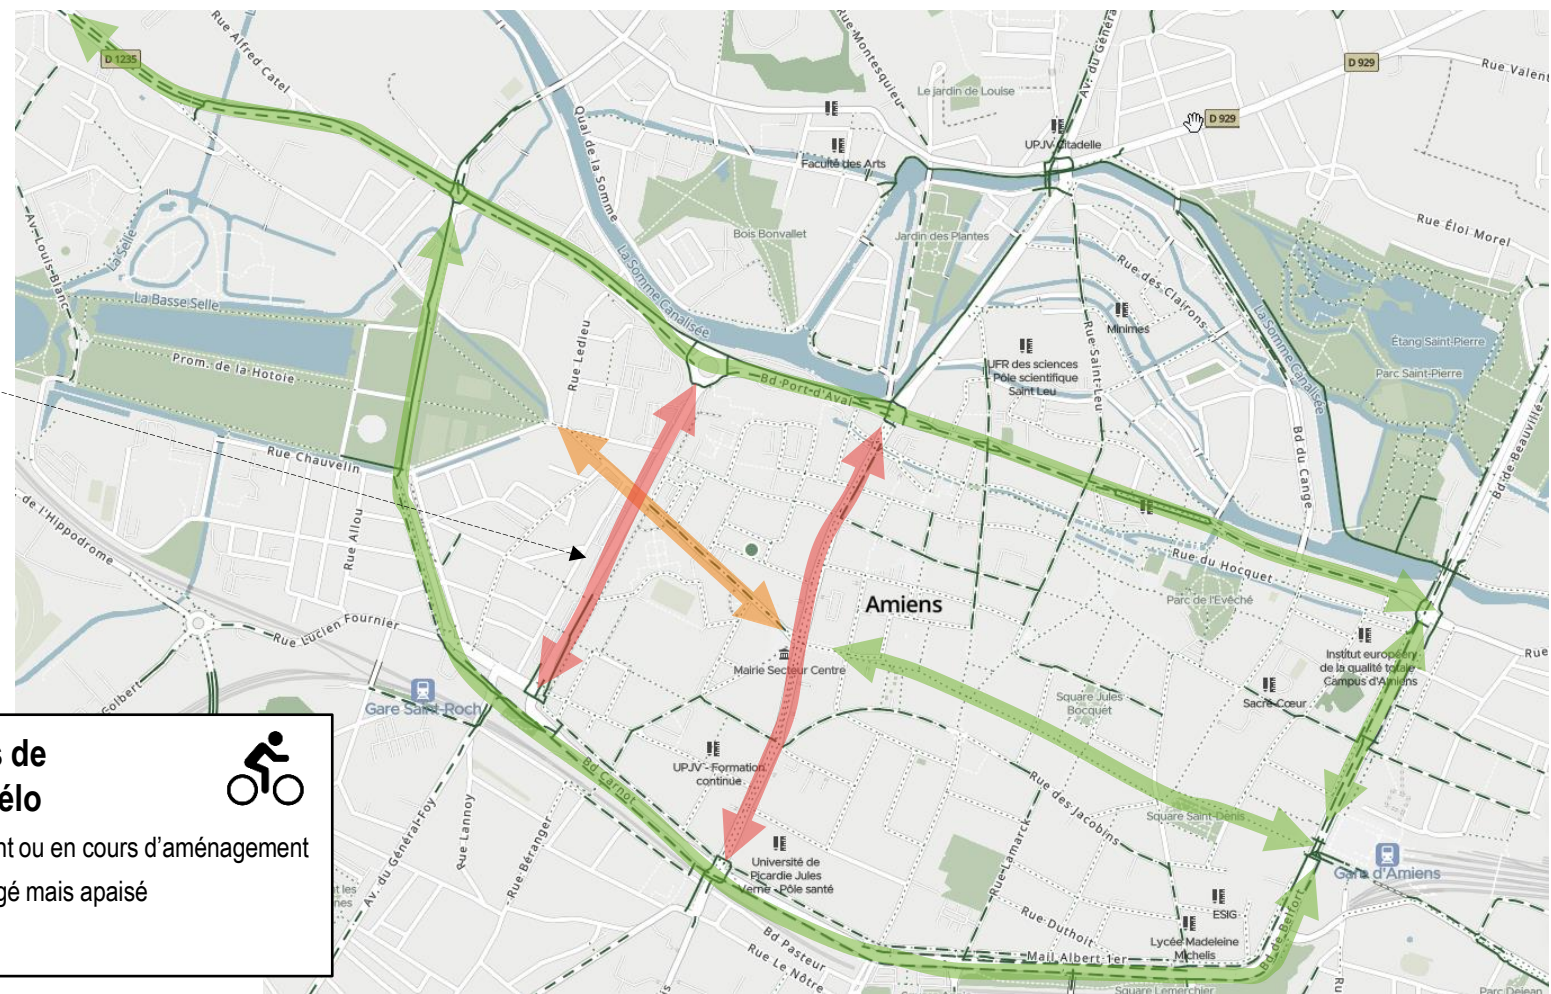 D 1235
Rue Alfred Catel
Rue Montesquieu
Av. du Généra
D 929
Rue Valent
Le jardin de Louise
Quai de la Somme
D 929
UPJV Citadelle
Faculté des Arts
Av. Louis Blanc
La Selle
Bois Bonvallet
Jardin des Plantes
Rue Éloi Morel
La Somme Canalisée
Rue des Clairons
La Basse Selle
Minimes
La Somme Canalisée
Étang Saint-Pierre
Prom. de la Hotoie
Rue Ledieu
UFR des sciences
Pôle scientifique
Saint Leu
Rue Saint-Leu
Parc Saint-Pierre
Bd Port d'Aval
Bd de Beauvillé
Bd du Cange
Rue Chauvelin
de l'Hippodrome
Rue Allou
Rue du Hocquet
Amiens
Parc de l'Évêché
Rue Lucien Fournier
Mairie Secteur Centre
Institut européen
de la qualité totale
Campus d'Amiens
Rue
Colbert
Gare Saint-Roch
Square Jules
Bocquet
Sacré-Cœur
s de
élo
nt ou en cours d'aménagement
gé mais apaisé
UPJV - Formation
continue
Bd Carnot
Rue des Jacobins
Square Saint-Denis
Rue Lannoy
Av. du Général Foy
Rue Béranger
Rue Lamarck
Université de
Picardie Jules
Verne - Pôle santé
Gare d'Amiens
nt les
nes
ESIG
Rue Duthoit
Lycée Madeleine
Michelis
Bd de Belfort
Bd Pasteur
Rue Le Nôtre
Mail Albert 1er
Square Lemerchier
Ru
Parc Dejean